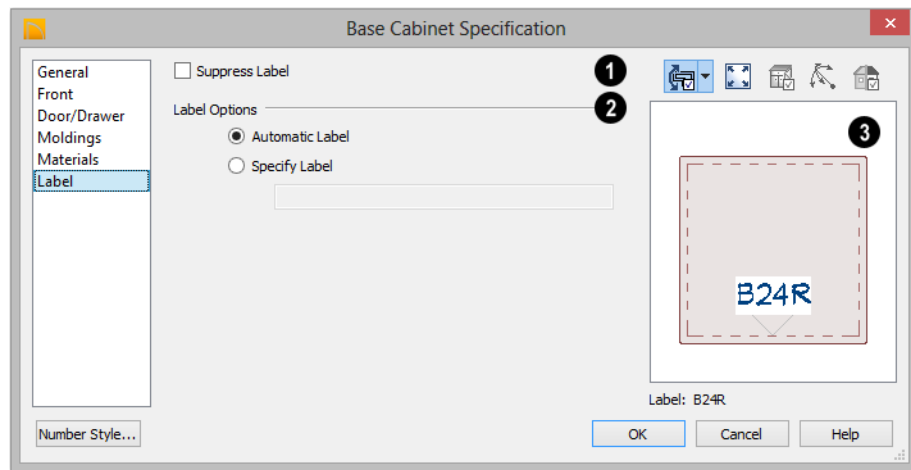 Base Cabinet Specification
General
Front
Door/Drawer
Moldings
Materials
Label
Suppress Label
1
Label Options
2
Automatic Label
Specify Label
3
B24R
Label: B24R
Number Style...
OK
Cancel
Help